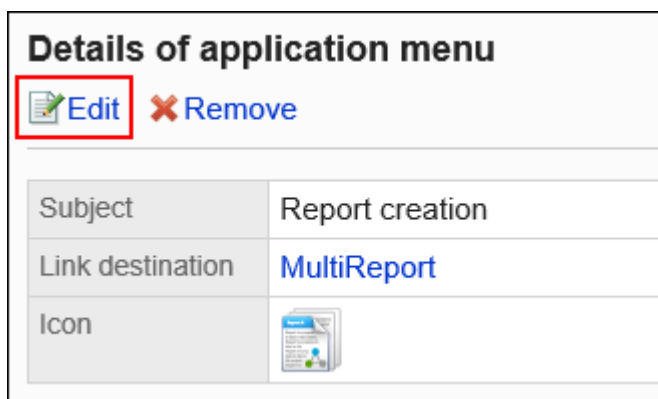 Details of application menu
Edit Remove
Subject Report creation
Link destination MultiReport
Icon